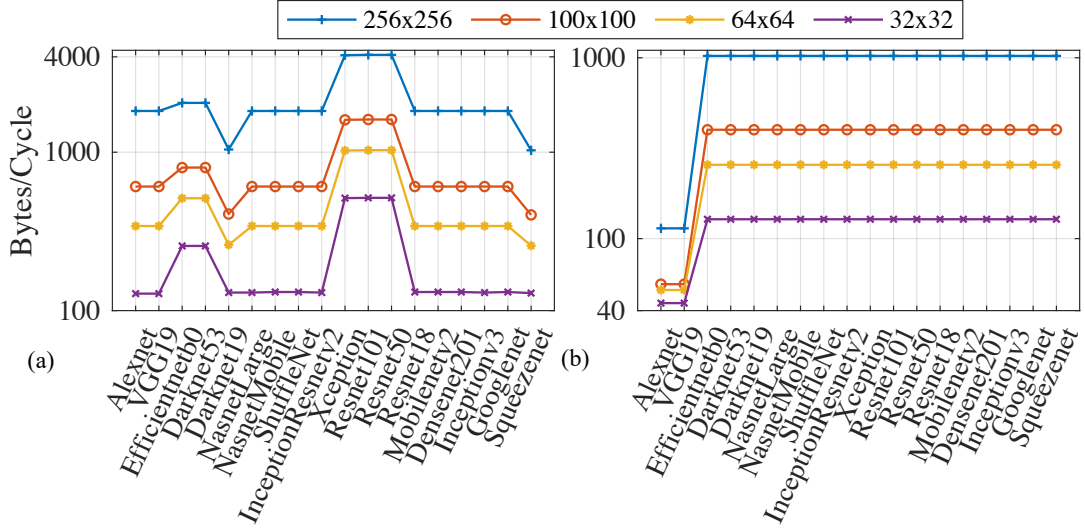 256x256 100x100 64x64 32x32
Bytes/Cycle
4000
1000
100
(a)
Alexnet
VGG19
Efficientnetb0
Darknet53
Darknet19
NasnetLarge
NasnetMobile
ShuffleNet
InceptionResnetv2
Xception
Resnet101
Resnet50
Resnet18
Mobilenetv2
Densenet201
Inceptionv3
Googlenet
Squeezenet
1000
100
40
(b)
Alexnet
VGG19
Efficientnetb0
Darknet53
Darknet19
NasnetLarge
NasnetMobile
ShuffleNet
InceptionResnetv2
Xception
Resnet101
Resnet50
Resnet18
Mobilenetv2
Densenet201
Inceptionv3
Googlenet
Squeezenet